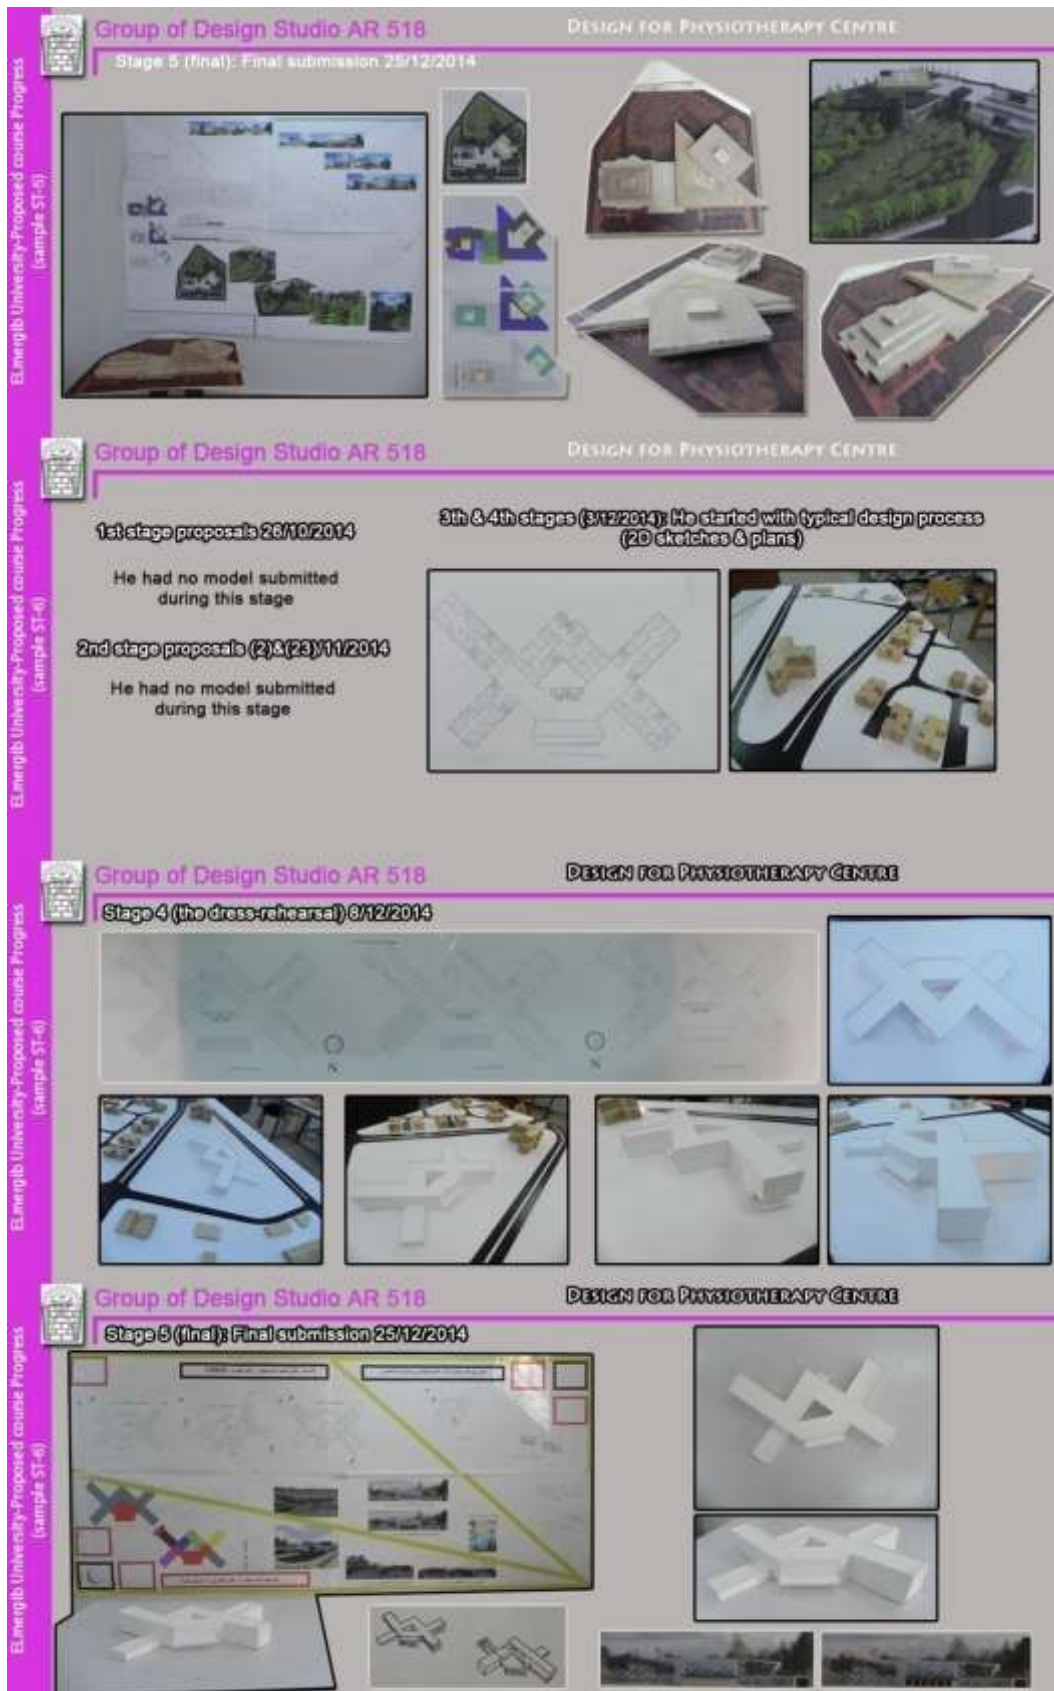 Group of Design Studio AR 518
DESIGN FOR PHYSIOTHERAPY CENTRE
Stage 5 (final): Final submission 25/12/2014
ELmergib University-Proposed course Progress
(sample ST-5)
Group of Design Studio AR 518
DESIGN FOR PHYSIOTHERAPY CENTRE
1st stage proposals 26/10/2014
He had no model submitted
during this stage
2nd stage proposals (2)&(23)/11/2014
He had no model submitted
during this stage
3th & 4th stages (3/12/2014): He started with typical design process
(2D sketches & plans)
ELmergib University-Proposed course Progress
(sample ST-6)
Group of Design Studio AR 518
DESIGN FOR PHYSIOTHERAPY CENTRE
Stage 4 (the dress-rehearsal) 8/12/2014
N
N
ELmergib University-Proposed course Progress
(sample ST-6)
Group of Design Studio AR 518
DESIGN FOR PHYSIOTHERAPY CENTRE
Stage 5 (final): Final submission 25/12/2014
ELmergib University-Proposed course Progress
(sample ST-6)